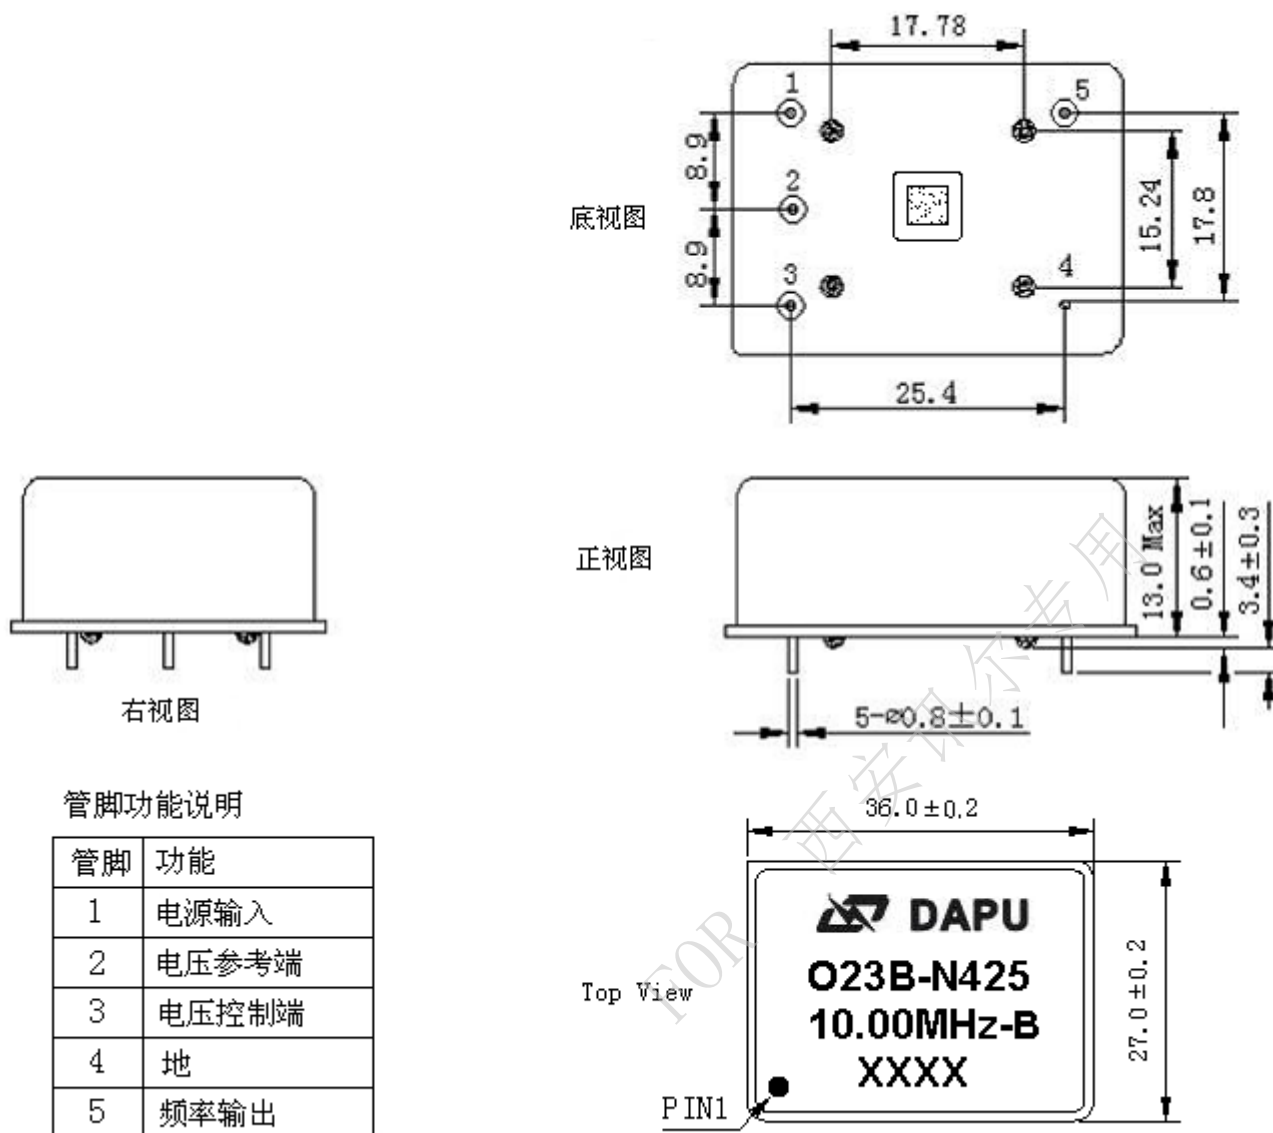 17.78
1
5
8.9
2
底视图
15.24
17.8
8.9
3
4
25.4
正视图
13.0 Max
0.6±0.1
3.4±0.3
右视图
5-⌀0.8±0.1
管脚功能说明
管脚 功能
1 电源输入
2 电压参考端
3 电压控制端
4 地
5 频率输出
36.0±0.2
DAPU
O23B-N425
10.00MHz-B
XXXX
Top View
27.0±0.2
PIN1
FOR 西安讯尔专用